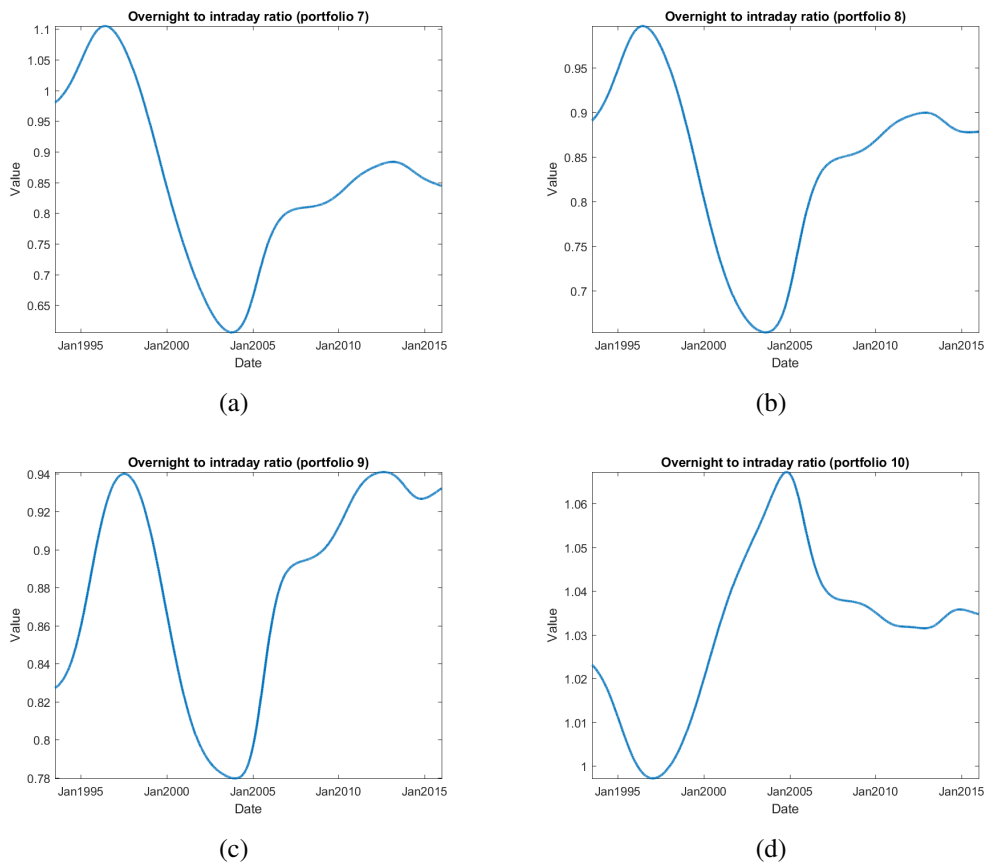 Overnight to intraday ratio (portfolio 7)
1.1
1.05
1
0.95
0.9
0.85
0.8
0.75
0.7
0.65
Value
Jan1995 Jan2000 Jan2005 Jan2010 Jan2015
Date
(a)
Overnight to intraday ratio (portfolio 8)
0.95
0.9
0.85
0.8
0.75
0.7
Value
Jan1995 Jan2000 Jan2005 Jan2010 Jan2015
Date
(b)
Overnight to intraday ratio (portfolio 9)
0.94
0.92
0.9
0.88
0.86
0.84
0.82
0.8
0.78
Value
Jan1995 Jan2000 Jan2005 Jan2010 Jan2015
Date
(c)
Overnight to intraday ratio (portfolio 10)
1.06
1.05
1.04
1.03
1.02
1.01
1
Value
Jan1995 Jan2000 Jan2005 Jan2010 Jan2015
Date
(d)